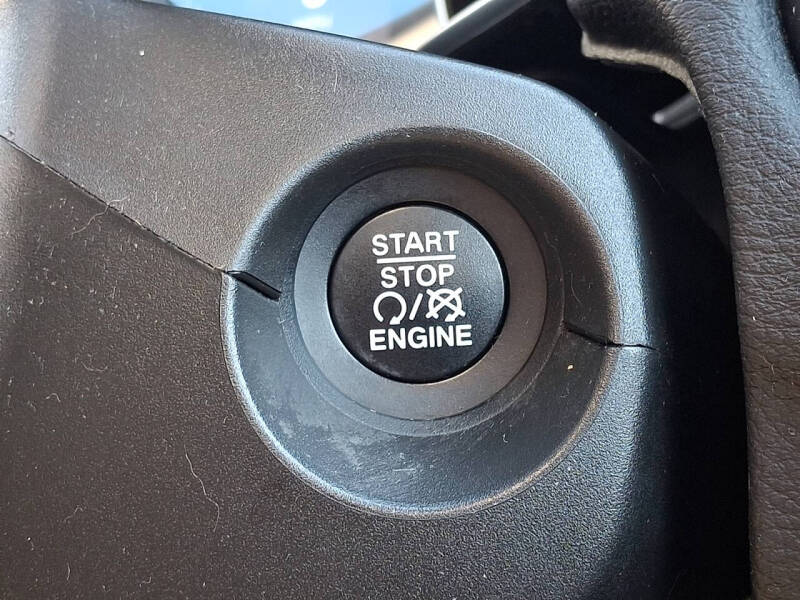 START
STOP
/
ENGINE